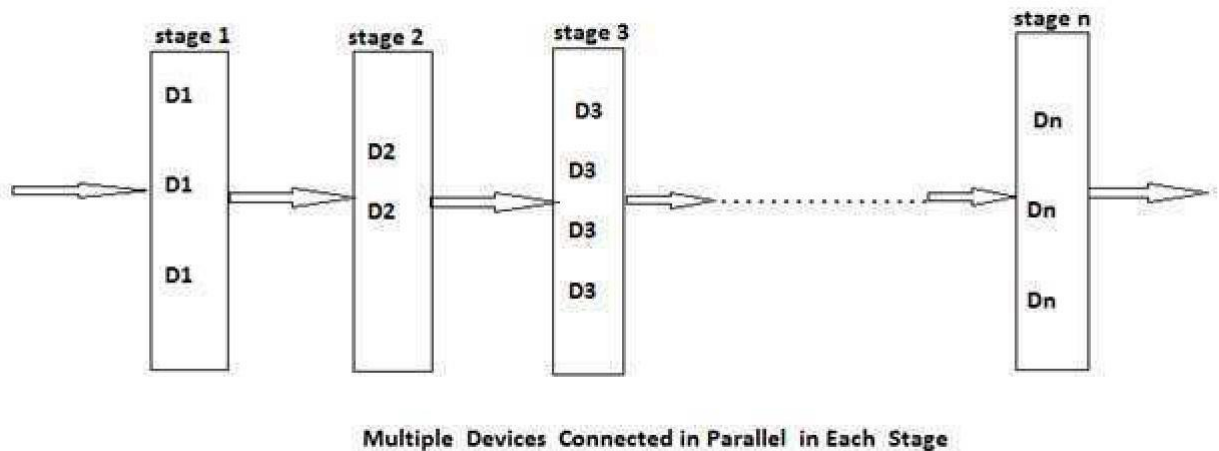 stage 1
D1
D1
D1
stage 2
D2
D2
stage 3
D3
D3
D3
D3
stage n
Dn
Dn
Dn
Multiple Devices Connected in Parallel in Each Stage